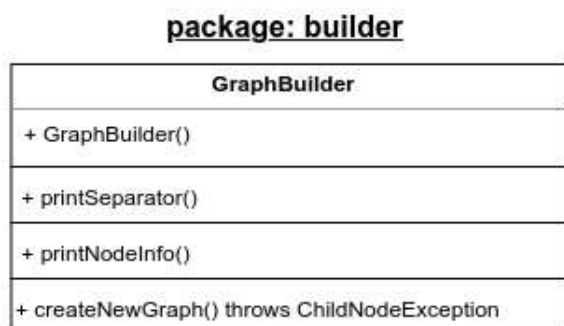 package: builder
GraphBuilder
+ GraphBuilder()
+ printSeparator()
+ printNodeInfo()
+ createNewGraph() throws ChildNodeException